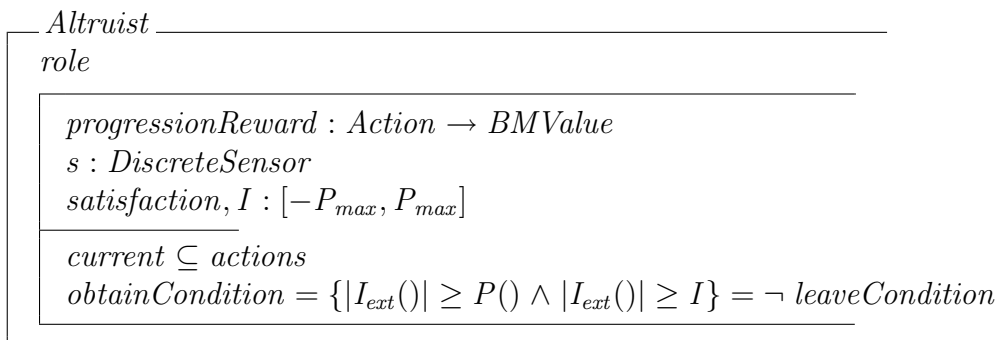 Altruist
role
progressionReward : Action → BMValue
s : DiscreteSensor
satisfaction, I : [−P_max, P_max]
current ⊆ actions
obtainCondition = {|I_ext()| ≥ P() ∧ |I_ext()| ≥ I} = ¬ leaveCondition